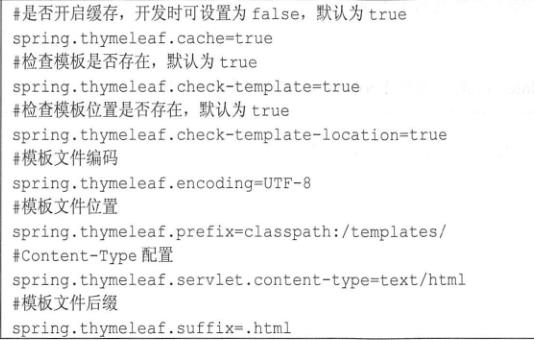 #是否开启缓存，开发时可设置为 false，默认为 true
spring.thymeleaf.cache=true
#检查模板是否存在，默认为 true
spring.thymeleaf.check-template=true
#检查模板位置是否存在，默认为 true
spring.thymeleaf.check-template-location=true
#模板文件编码
spring.thymeleaf.encoding=UTF-8
#模板文件位置
spring.thymeleaf.prefix=classpath:/templates/
#Content-Type 配置
spring.thymeleaf.servlet.content-type=text/html
#模板文件后缀
spring.thymeleaf.suffix=.html